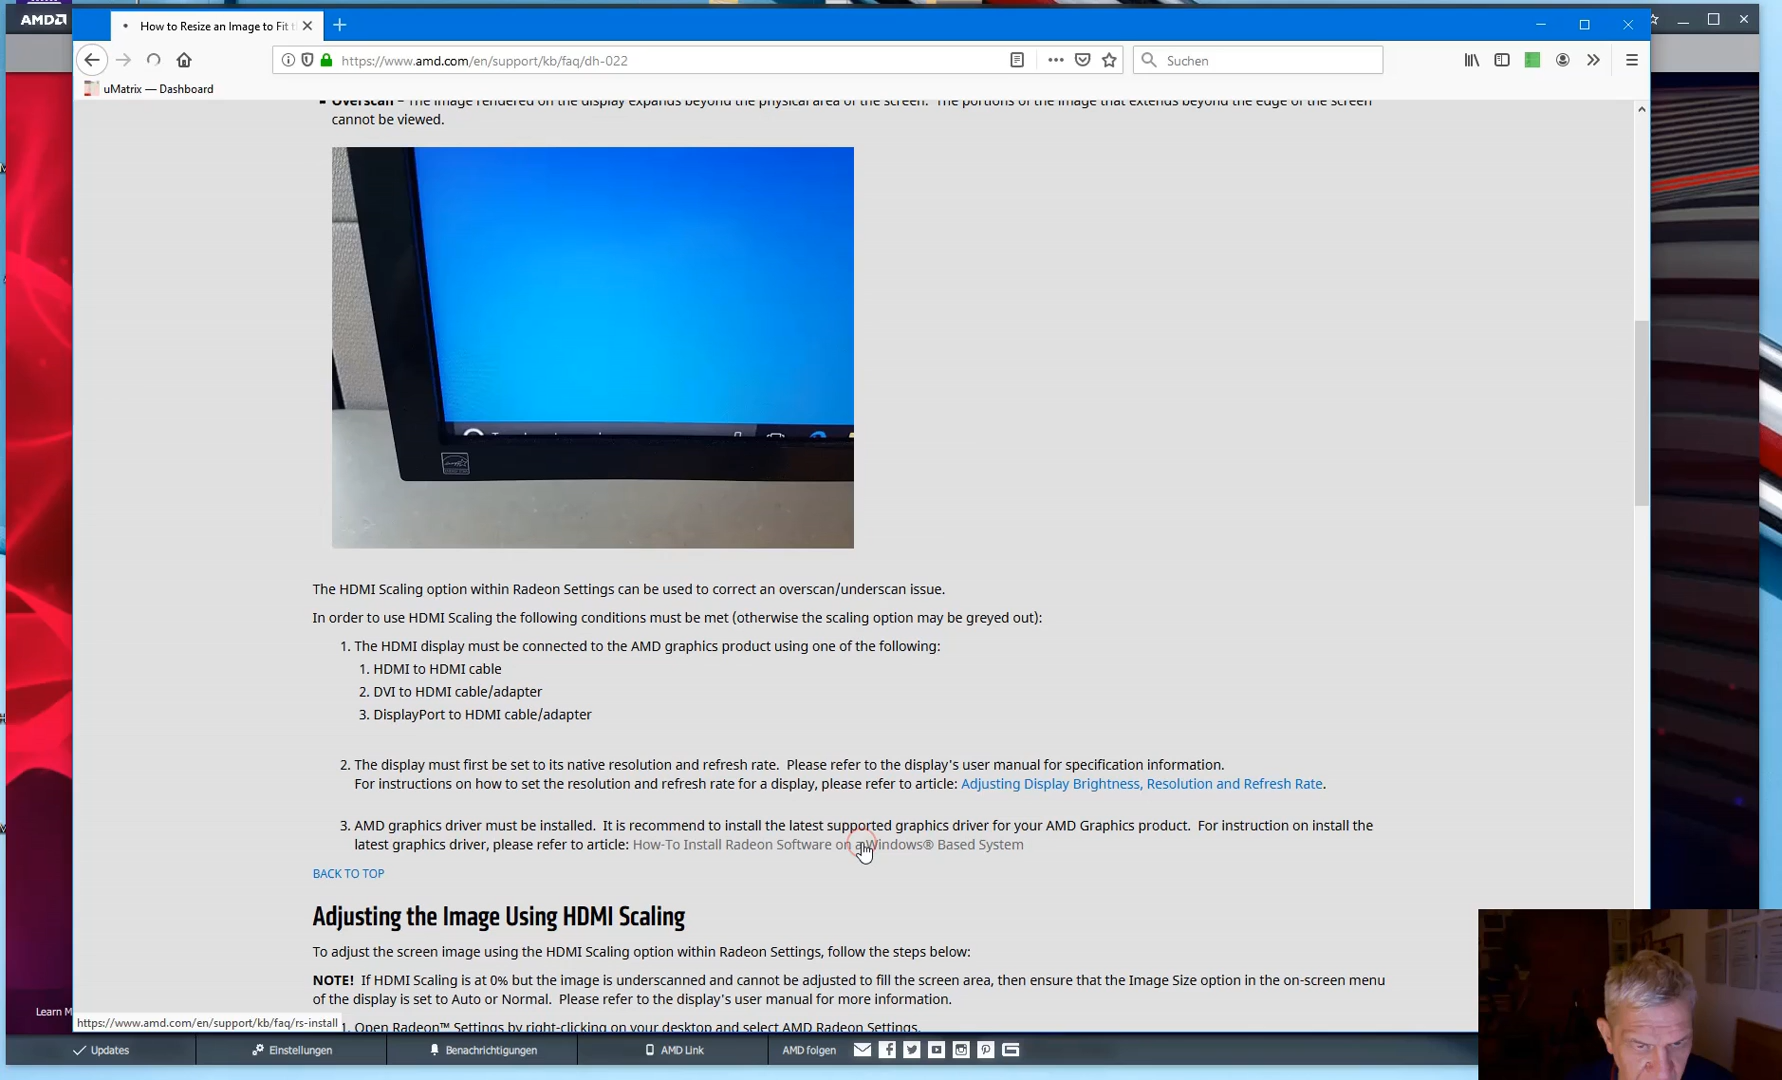 AMD
How to Resize an Image to Fit t
https://www.amd.com/en/support/kb/faq/dh-022
Suchen
uMatrix — Dashboard
Overscan – The image rendered on the display expands beyond the physical area of the screen. The portions of the image that extends beyond the edge of the screen
cannot be viewed.
The HDMI Scaling option within Radeon Settings can be used to correct an overscan/underscan issue.
In order to use HDMI Scaling the following conditions must be met (otherwise the scaling option may be greyed out):
1. The HDMI display must be connected to the AMD graphics product using one of the following:
1. HDMI to HDMI cable
2. DVI to HDMI cable/adapter
3. DisplayPort to HDMI cable/adapter
2. The display must first be set to its native resolution and refresh rate. Please refer to the display's user manual for specification information.
For instructions on how to set the resolution and refresh rate for a display, please refer to article: Adjusting Display Brightness, Resolution and Refresh Rate.
3. AMD graphics driver must be installed. It is recommend to install the latest supported graphics driver for your AMD Graphics product. For instruction on install the
latest graphics driver, please refer to article: How-To Install Radeon Software on a Windows® Based System
BACK TO TOP
Adjusting the Image Using HDMI Scaling
To adjust the screen image using the HDMI Scaling option within Radeon Settings, follow the steps below:
NOTE! If HDMI Scaling is at 0% but the image is underscanned and cannot be adjusted to fill the screen area, then ensure that the Image Size option in the on-screen menu
of the display is set to Auto or Normal. Please refer to the display's user manual for more information.
1. Open Radeon™ Settings by right-clicking on your desktop and select AMD Radeon Settings.
Learn M
https://www.amd.com/en/support/kb/faq/rs-install
Updates
Einstellungen
Benachrichtigungen
AMD Link
AMD folgen